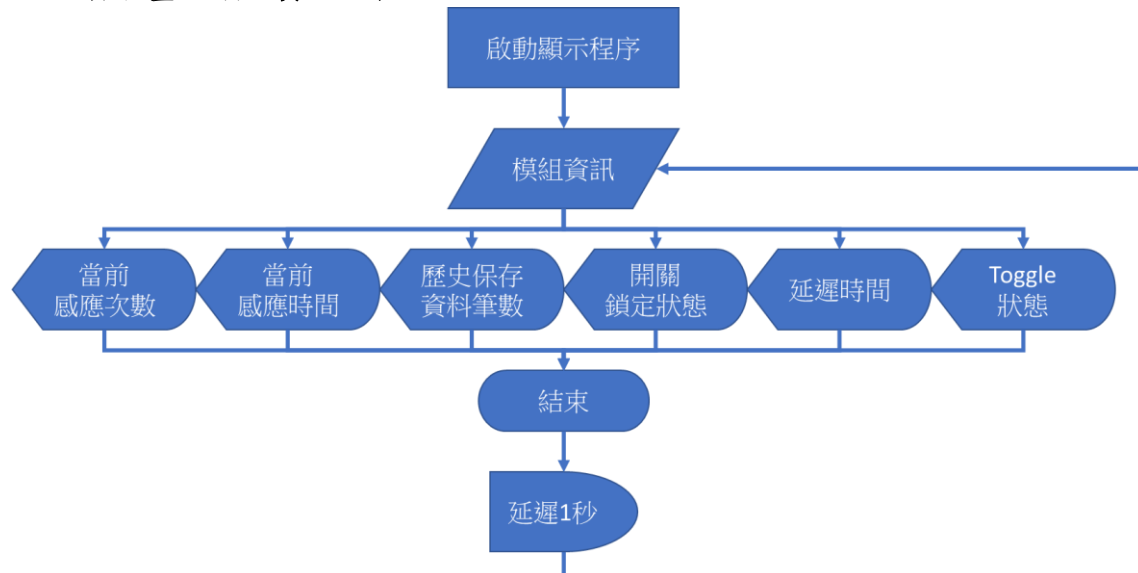 啟動顯示程序
模組資訊
當前
感應次數
當前
感應時間
歷史保存
資料筆數
開關
鎖定狀態
延遲時間
Toggle
狀態
結束
延遲1秒